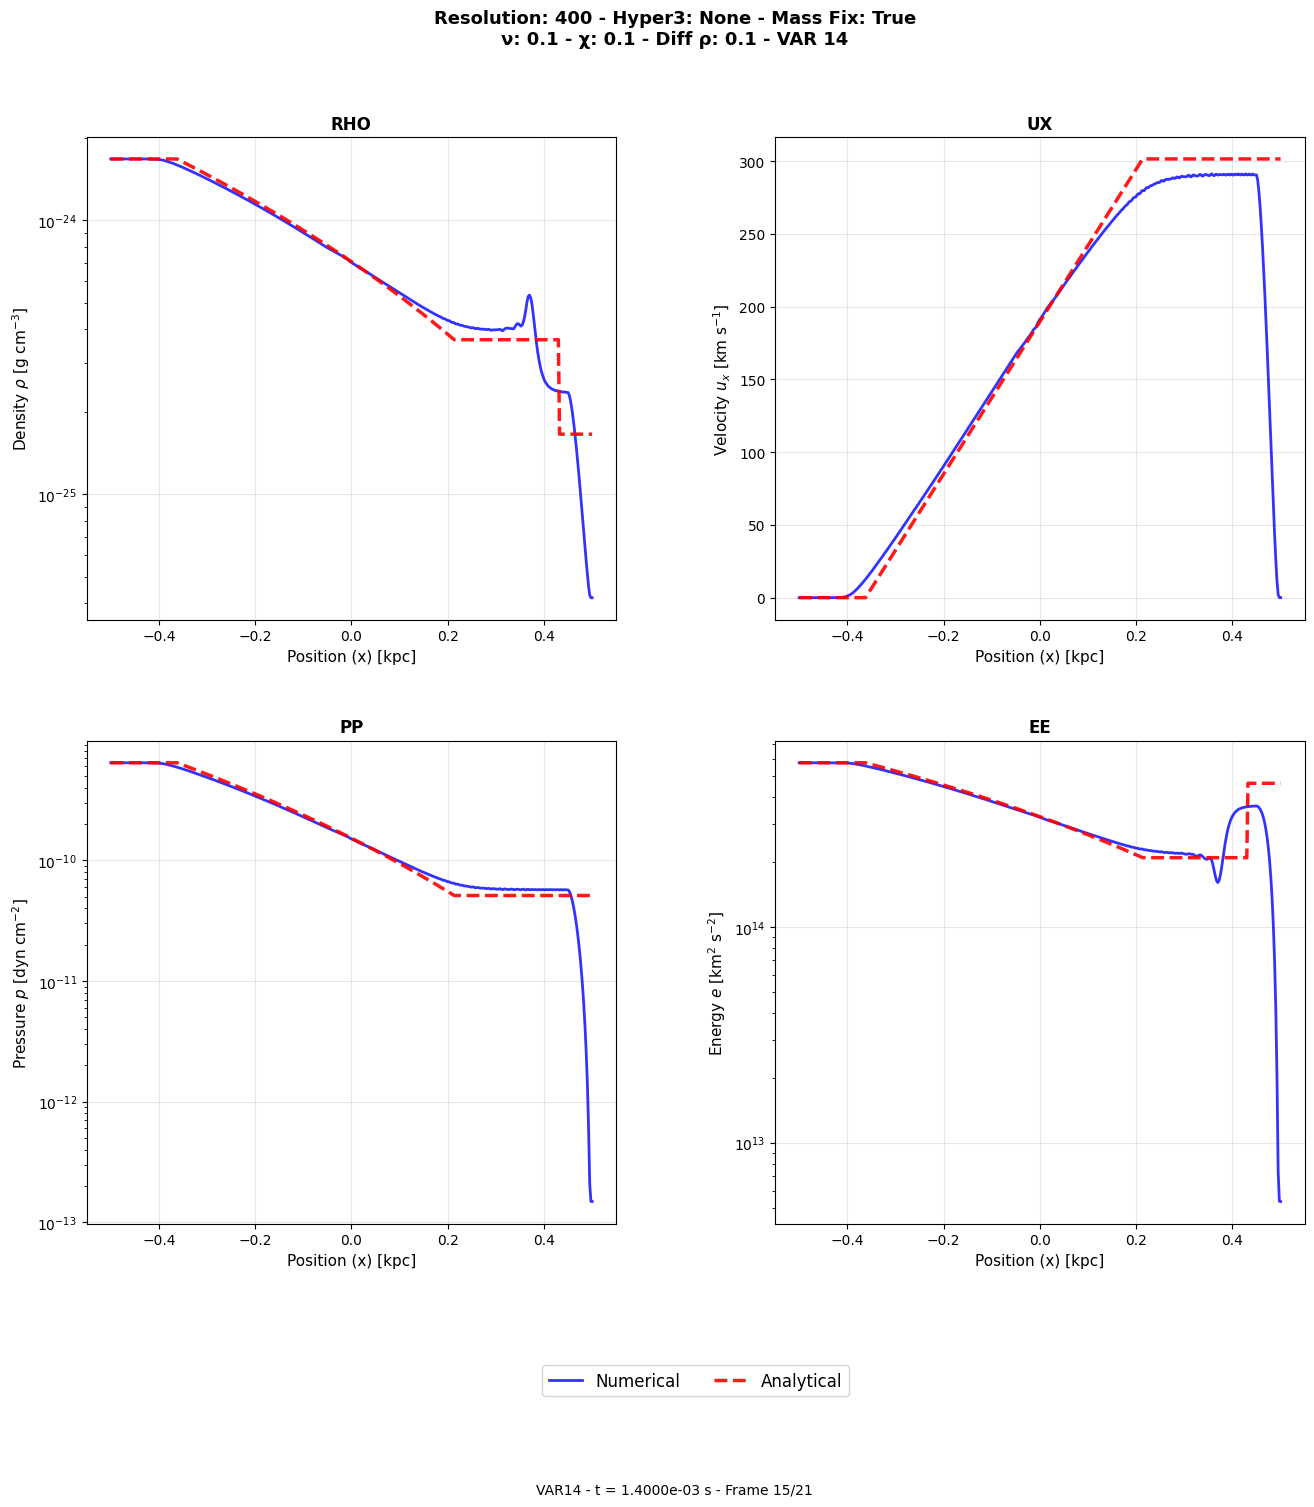 Resolution: 400 - Hyper3: None - Mass Fix: True
ν: 0.1 - χ: 0.1 - Diff ρ: 0.1 - VAR 14
RHO
Density ρ [g cm⁻³]
10⁻²⁴
10⁻²⁵
−0.4 −0.2 0.0 0.2 0.4
Position (x) [kpc]
UX
Velocity uₓ [km s⁻¹]
300
250
200
150
100
50
0
−0.4 −0.2 0.0 0.2 0.4
Position (x) [kpc]
PP
Pressure p [dyn cm⁻²]
10⁻¹⁰
10⁻¹¹
10⁻¹²
10⁻¹³
−0.4 −0.2 0.0 0.2 0.4
Position (x) [kpc]
EE
Energy e [km² s⁻²]
10¹⁴
10¹³
−0.4 −0.2 0.0 0.2 0.4
Position (x) [kpc]
Numerical Analytical
VAR14 - t = 1.4000e-03 s - Frame 15/21